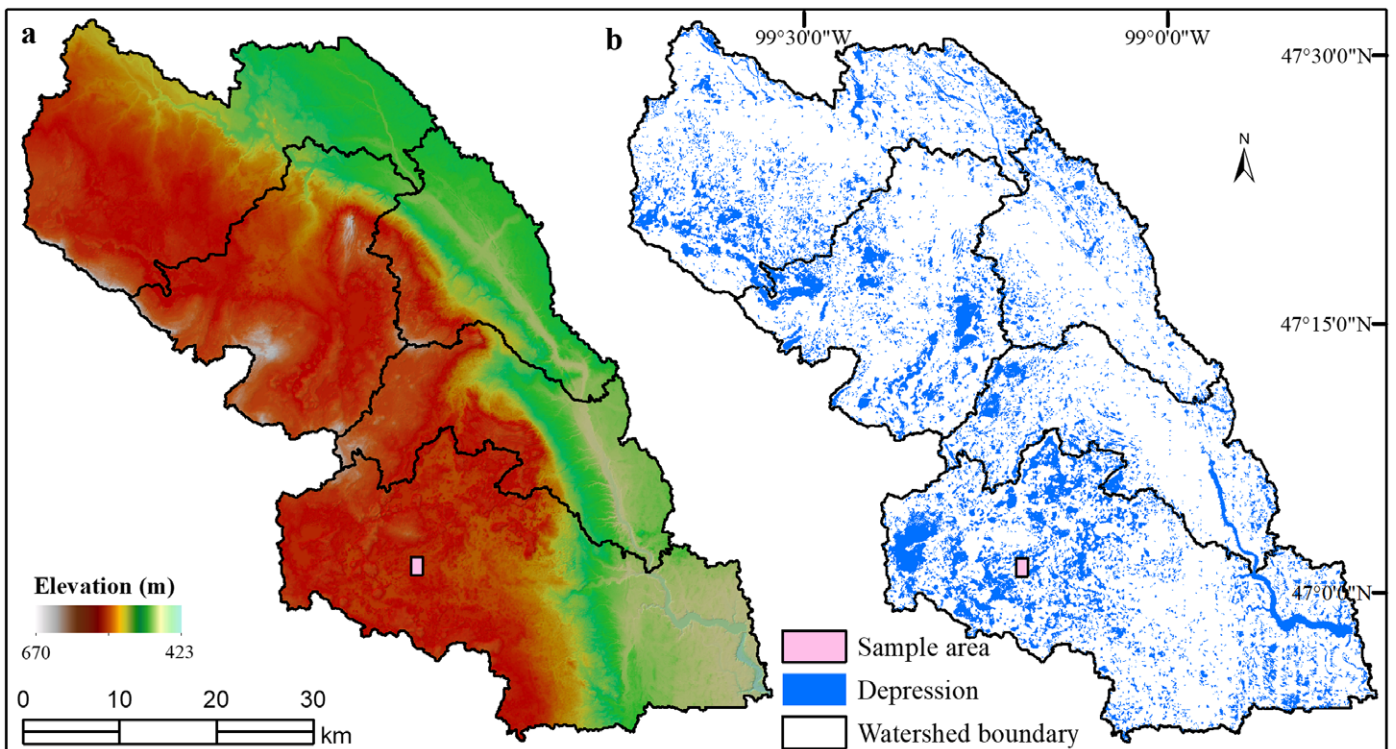 a
b
99°30'0"W
99°0'0"W
47°30'0"N
N
47°15'0"N
47°0'0"N
Elevation (m)
670
423
0
10
20
30
km
Sample area
Depression
Watershed boundary